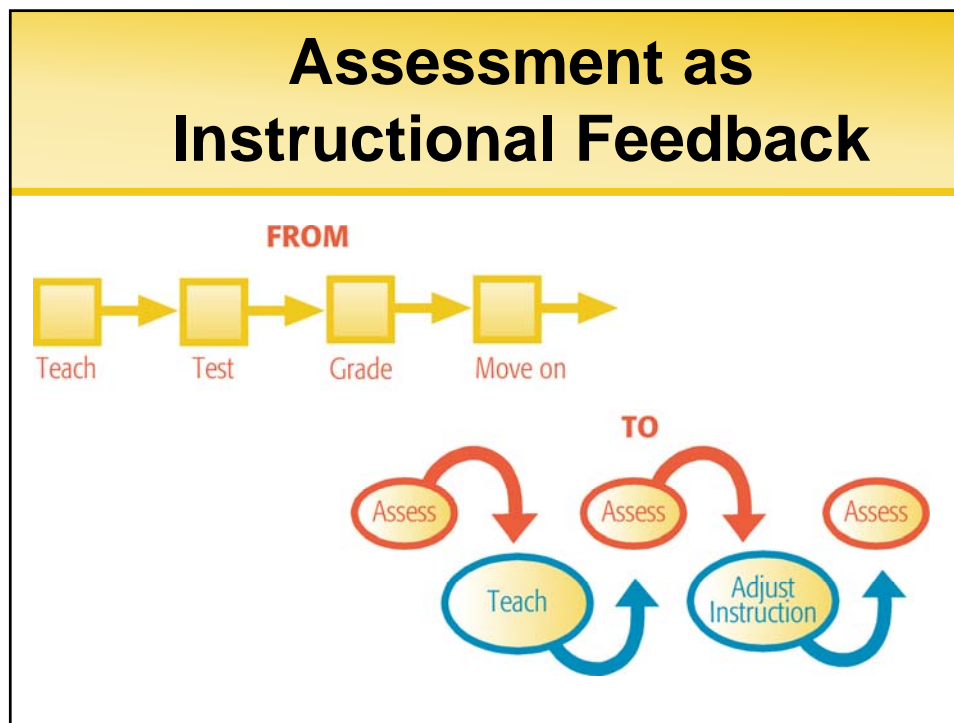 Assessment as
Instructional Feedback
FROM
Teach Test Grade Move on
TO
Assess Assess Assess
Teach Adjust
Instruction